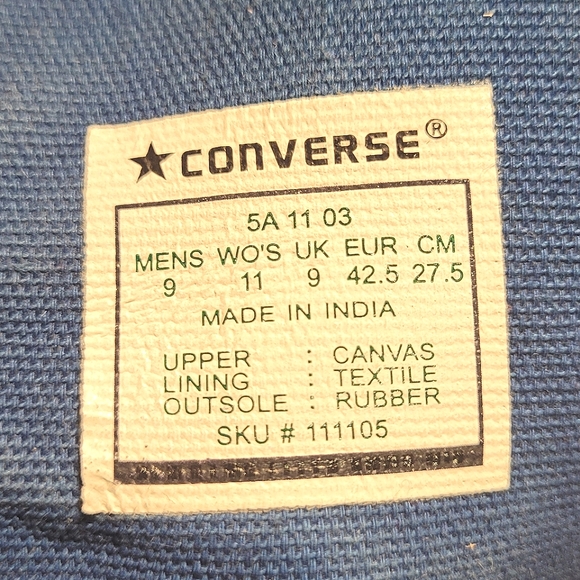 ★CONVERSE®
5A 11 03
MENS WO'S UK EUR CM
9 11 9 42.5 27.5
MADE IN INDIA
UPPER : CANVAS
LINING : TEXTILE
OUTSOLE : RUBBER
SKU # 111105